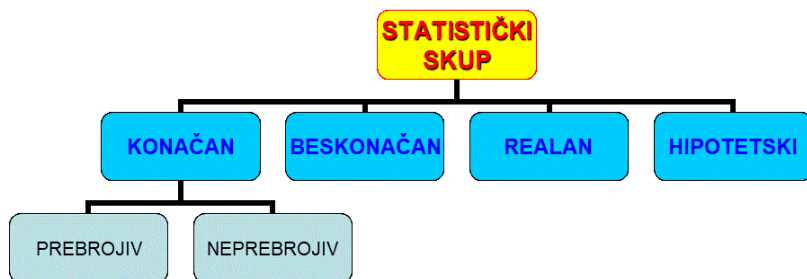 STATISTIČKI
SKUP
KONAČAN
BESKONAČAN
REALAN
HIPOTETSKI
PREBROJIV
NEPREBROJIV